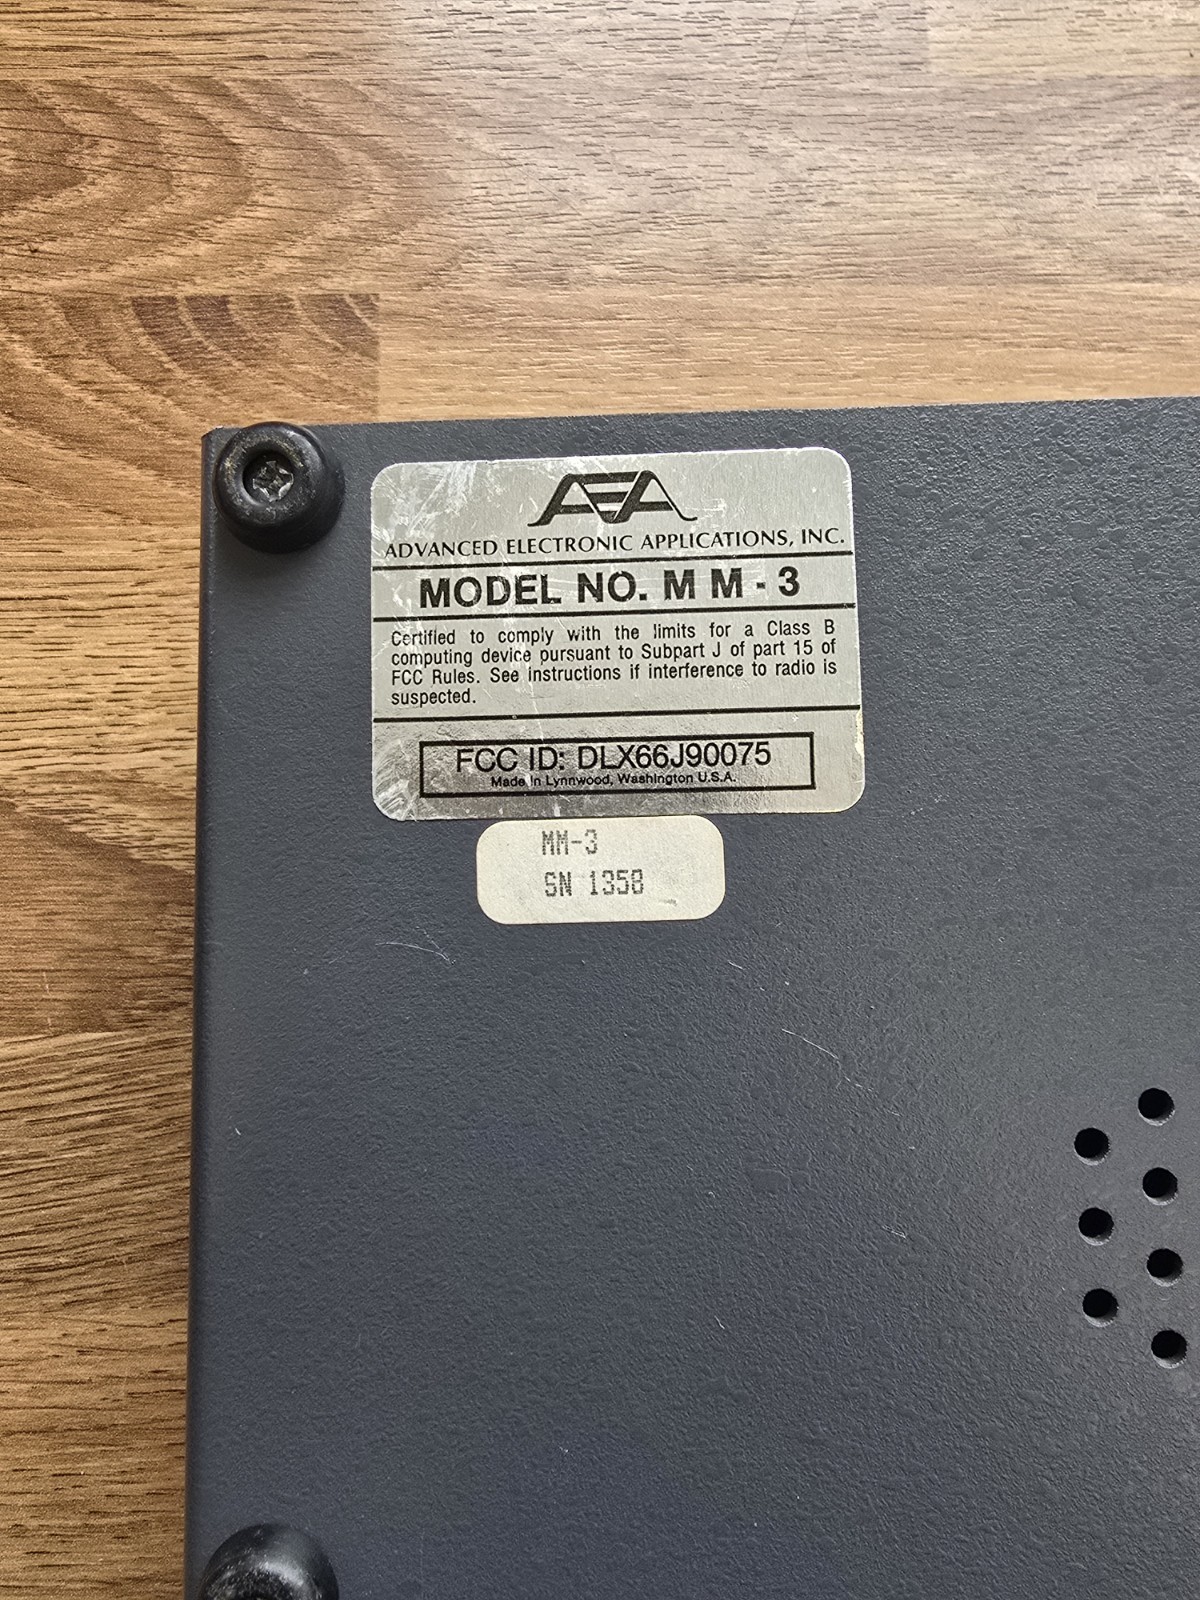 AEA
ADVANCED ELECTRONIC APPLICATIONS, INC.
MODEL NO. M M - 3
Certified to comply with the limits for a Class B
computing device pursuant to Subpart J of part 15 of
FCC Rules. See instructions if interference to radio is
suspected.
FCC ID: DLX66J90075
Made in Lynnwood, Washington U.S.A.
MM-3
SN 1358